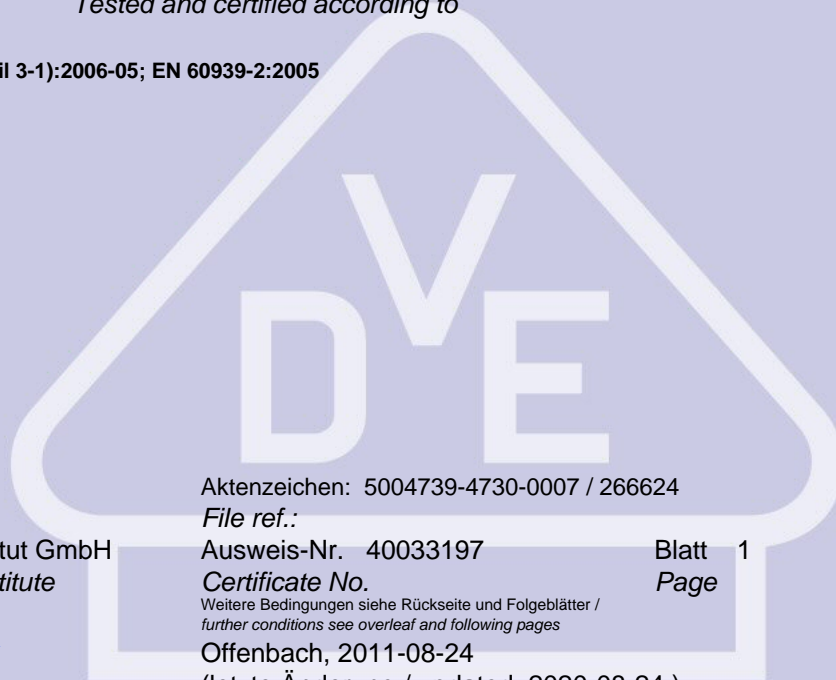 Tested and certified according to
il 3-1):2006-05; EN 60939-2:2005
D V E
Aktenzeichen: 5004739-4730-0007 / 266624
File ref.:
tut GmbH Ausweis-Nr. 40033197 Blatt 1
titute Certificate No. Page
Weitere Bedingungen siehe Rückseite und Folgeblätter /
further conditions see overleaf and following pages
Offenbach, 2011-08-24